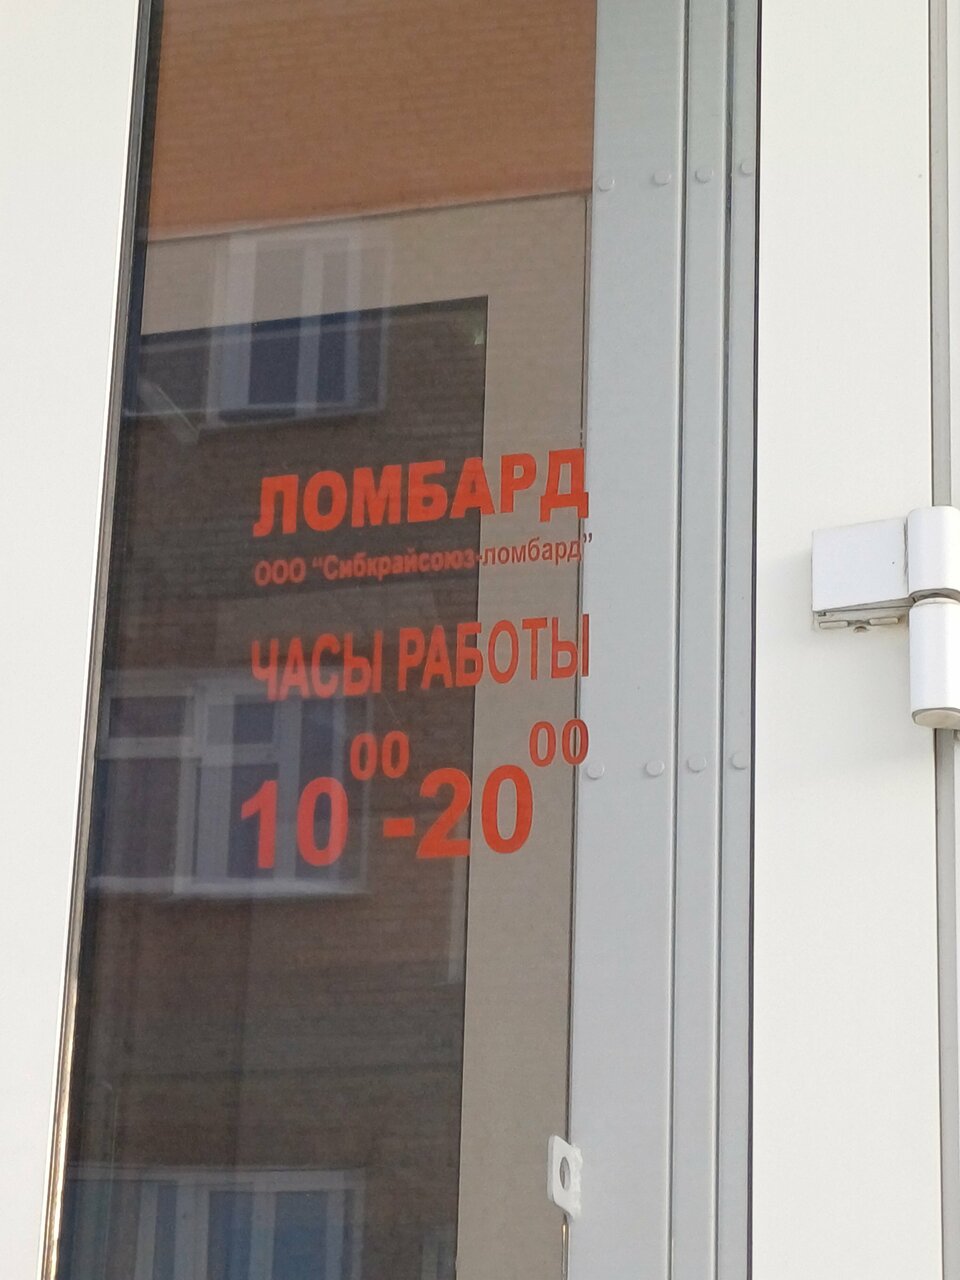 ЛОМБАРД
ООО “Сибкрайсоюз-ломбард”
ЧАСЫ РАБОТЫ
10⁰⁰-20⁰⁰